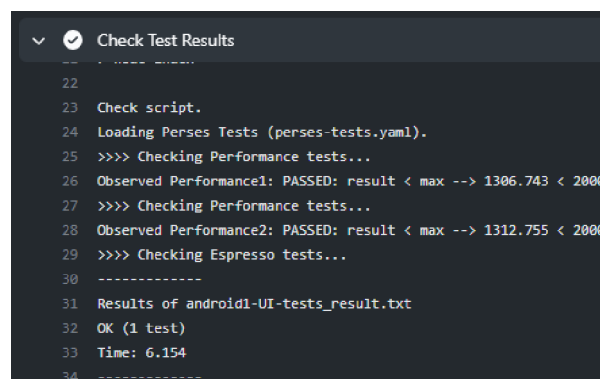 Check Test Results
22
23 Check script.
24 Loading Perses Tests (perses-tests.yaml).
25 >>>> Checking Performance tests...
26 Observed Performance1: PASSED: result < max --> 1306.743 < 2000
27 >>>> Checking Performance tests...
28 Observed Performance2: PASSED: result < max --> 1312.755 < 2000
29 >>>> Checking Espresso tests...
30 -------------
31 Results of android1-UI-tests_result.txt
32 OK (1 test)
33 Time: 6.154
34 -------------